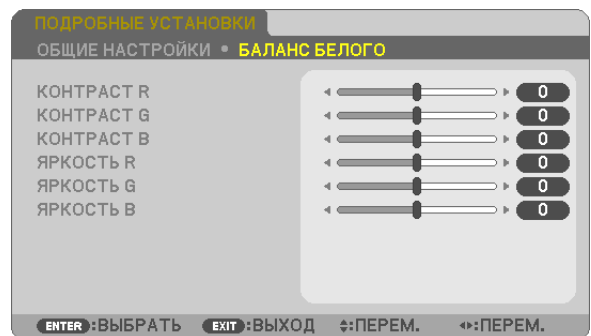 ПОДРОБНЫЕ УСТАНОВКИ
ОБЩИЕ НАСТРОЙКИ • БАЛАНС БЕЛОГО
КОНТРАСТ R 0
КОНТРАСТ G 0
КОНТРАСТ B 0
ЯРКОСТЬ R 0
ЯРКОСТЬ G 0
ЯРКОСТЬ B 0
ENTER :ВЫБРАТЬ EXIT :ВЫХОД :ПЕРЕМ. :ПЕРЕМ.